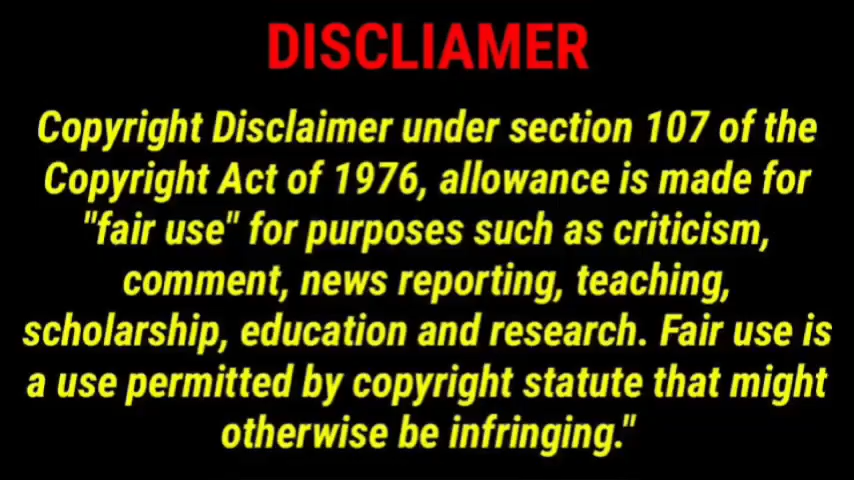 DISCLIAMER
Copyright Disclaimer under section 107 of the
Copyright Act of 1976, allowance is made for
"fair use" for purposes such as criticism,
comment, news reporting, teaching,
scholarship, education and research. Fair use is
a use permitted by copyright statute that might
otherwise be infringing."